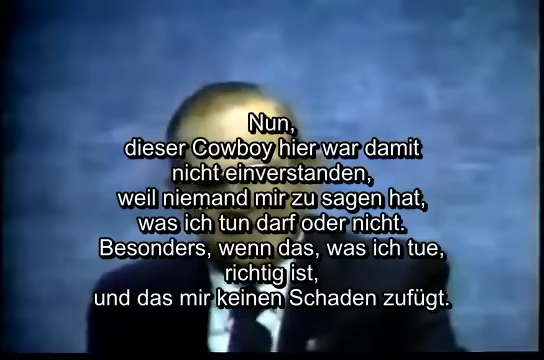 Nun,
dieser Cowboy hier war damit
nicht einverstanden,
weil niemand mir zu sagen hat,
was ich tun darf oder nicht.
Besonders, wenn das, was ich tue,
richtig ist,
und das mir keinen Schaden zufügt.